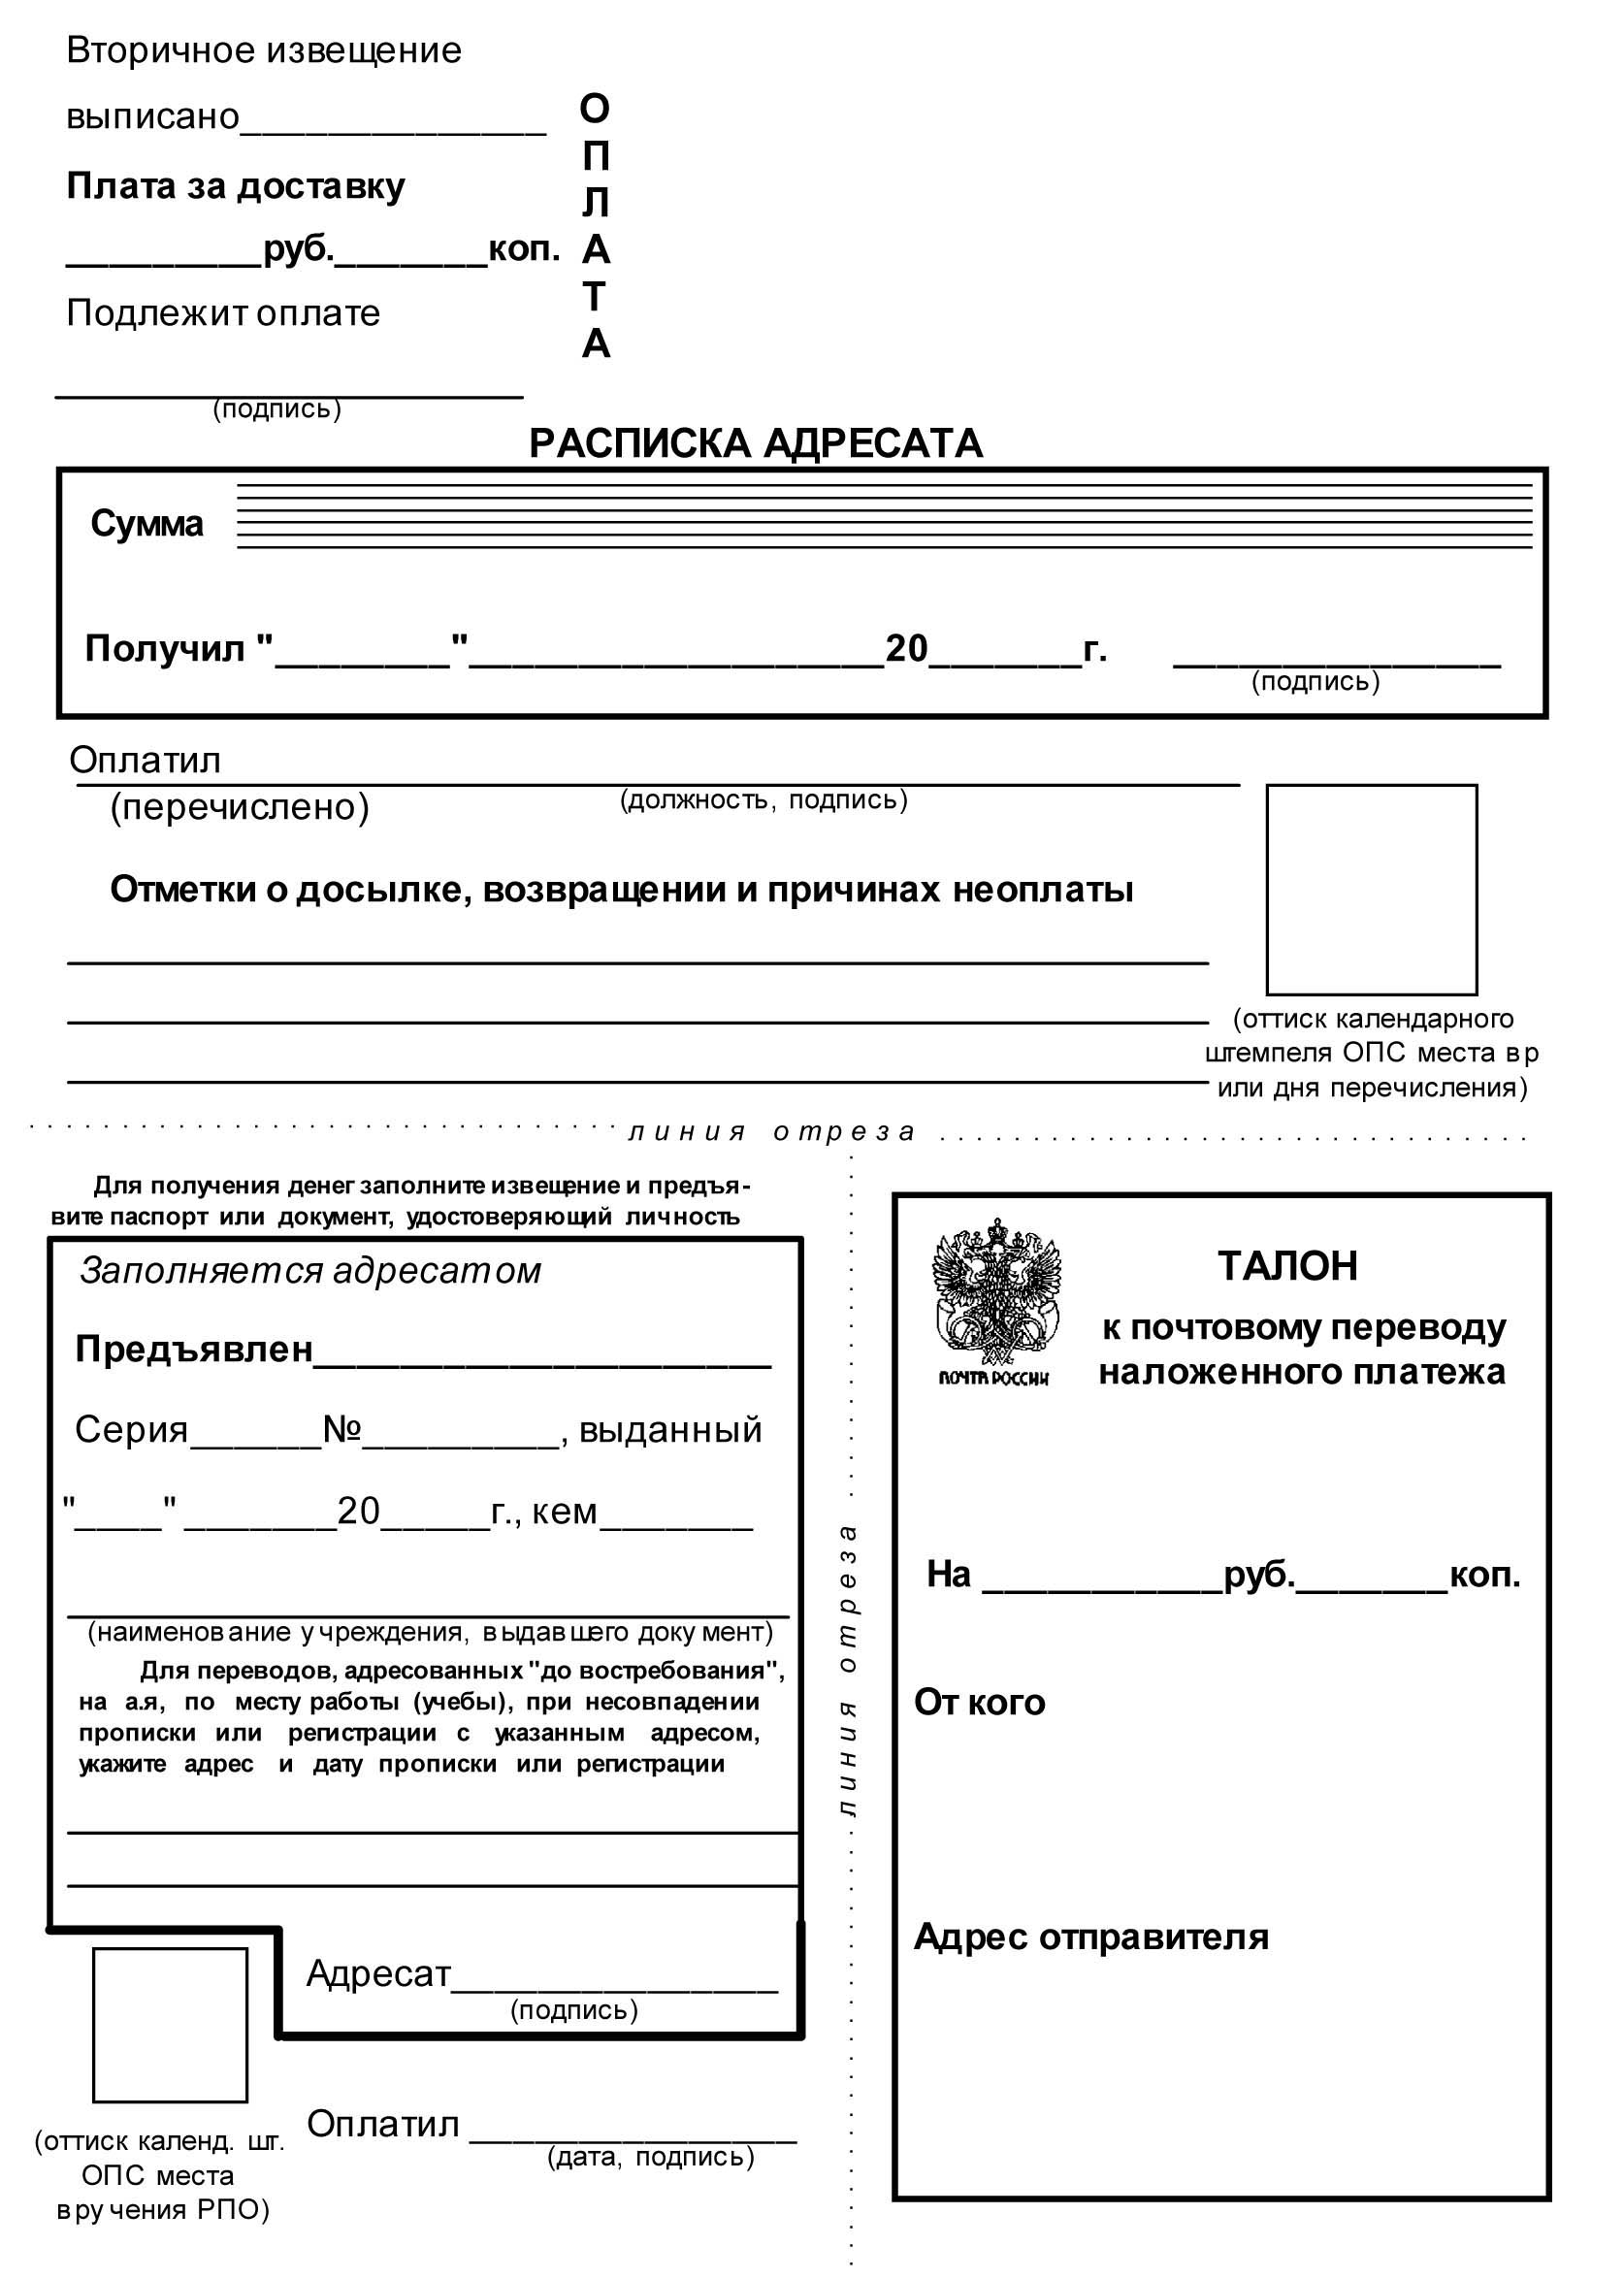 Вторичное извещение
выписано______________
Плата за доставку
_________руб._______коп.
Подлежит оплате
(подпись)
ОПЛАТА
РАСПИСКА АДРЕСАТА
Сумма
Получил "________"___________________20_______г. _______________
(подпись)
Оплатил
(перечислено)
(должность, подпись)
Отметки о досылке, возвращении и причинах неоплаты
(оттиск календарного
штемпеля ОПС места вр
или дня перечисления)
линия отреза
Для получения денег заполните извещение и предъя-
вите паспорт или документ, удостоверяющий личность
Заполняется адресатом
Предъявлен_____________________
Серия______№_________, выданный
"____" _______20_____г., кем_______
(наименование учреждения, выдавшего документ)
Для переводов, адресованных "до востребования",
на а.я, по месту работы (учебы), при несовпадении
прописки или регистрации с указанным адресом,
укажите адрес и дату прописки или регистрации
Адресат_______________
(подпись)
Оплатил _______________
(дата, подпись)
(оттиск календ. шт.
ОПС места
вручения РПО)
линия отреза
ПОЧТА РОССИИ
ТАЛОН
к почтовому переводу
наложенного платежа
На ___________руб._______коп.
От кого
Адрес отправителя